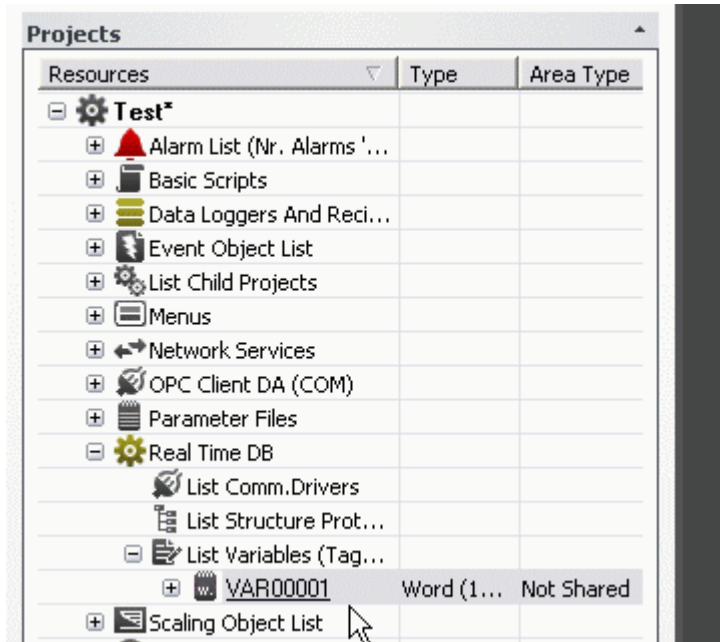 Projects
Resources Type Area Type
Test*
Alarm List (Nr. Alarms '...
Basic Scripts
Data Loggers And Reci...
Event Object List
List Child Projects
Menus
Network Services
OPC Client DA (COM)
Parameter Files
Real Time DB
List Comm.Drivers
List Structure Prot...
List Variables (Tag...
VAR00001 Word (1... Not Shared
Scaling Object List